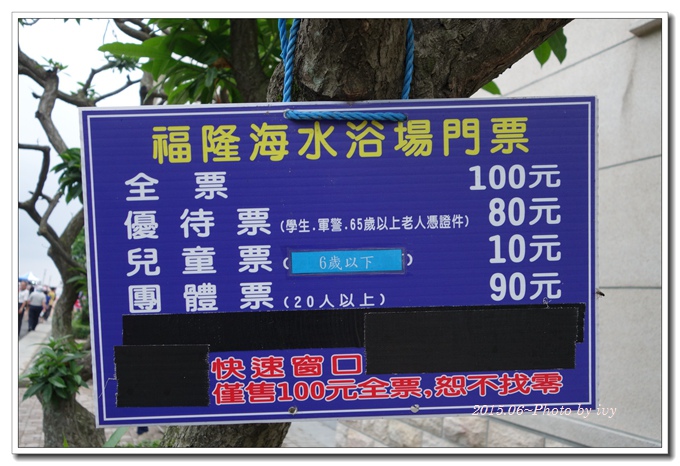 福隆海水浴場門票
全票 100元
優待票(學生.軍警.65歲以上老人憑證件) 80元
兒童票(6歲以下) 10元
團體票(20人以上) 90元
快速窗口
僅售100元全票,恕不找零
2015.06~Photo by ivy